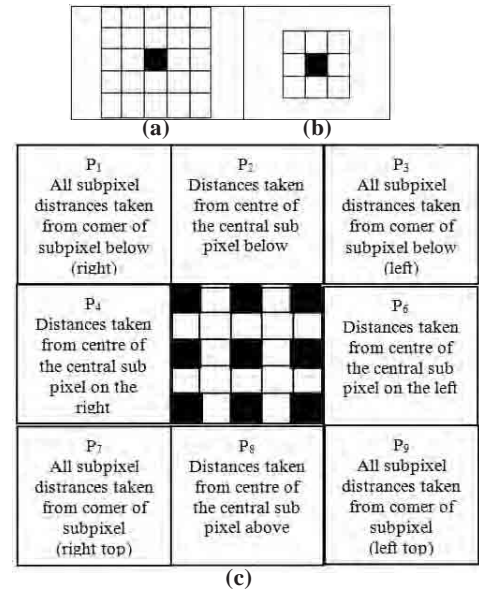 (a)
(b)
P1
All subpixel
distrances taken
from comer of
subpixel below
(right)
P2
Distances taken
from centre of
the central sub
pixel below
P3
All subpixel
distrances taken
from comer of
subpixel below
(left)
P4
Distances taken
from centre of
the central sub
pixel on the
right
P6
Distances taken
from centre of
the central sub
pixel on the left
P7
All subpixel
distrances taken
from comer of
subpixel
(right top)
P8
Distances taken
from centre of
the central sub
pixel above
P9
All subpixel
distrances taken
from comer of
subpixel
(left top)
(c)